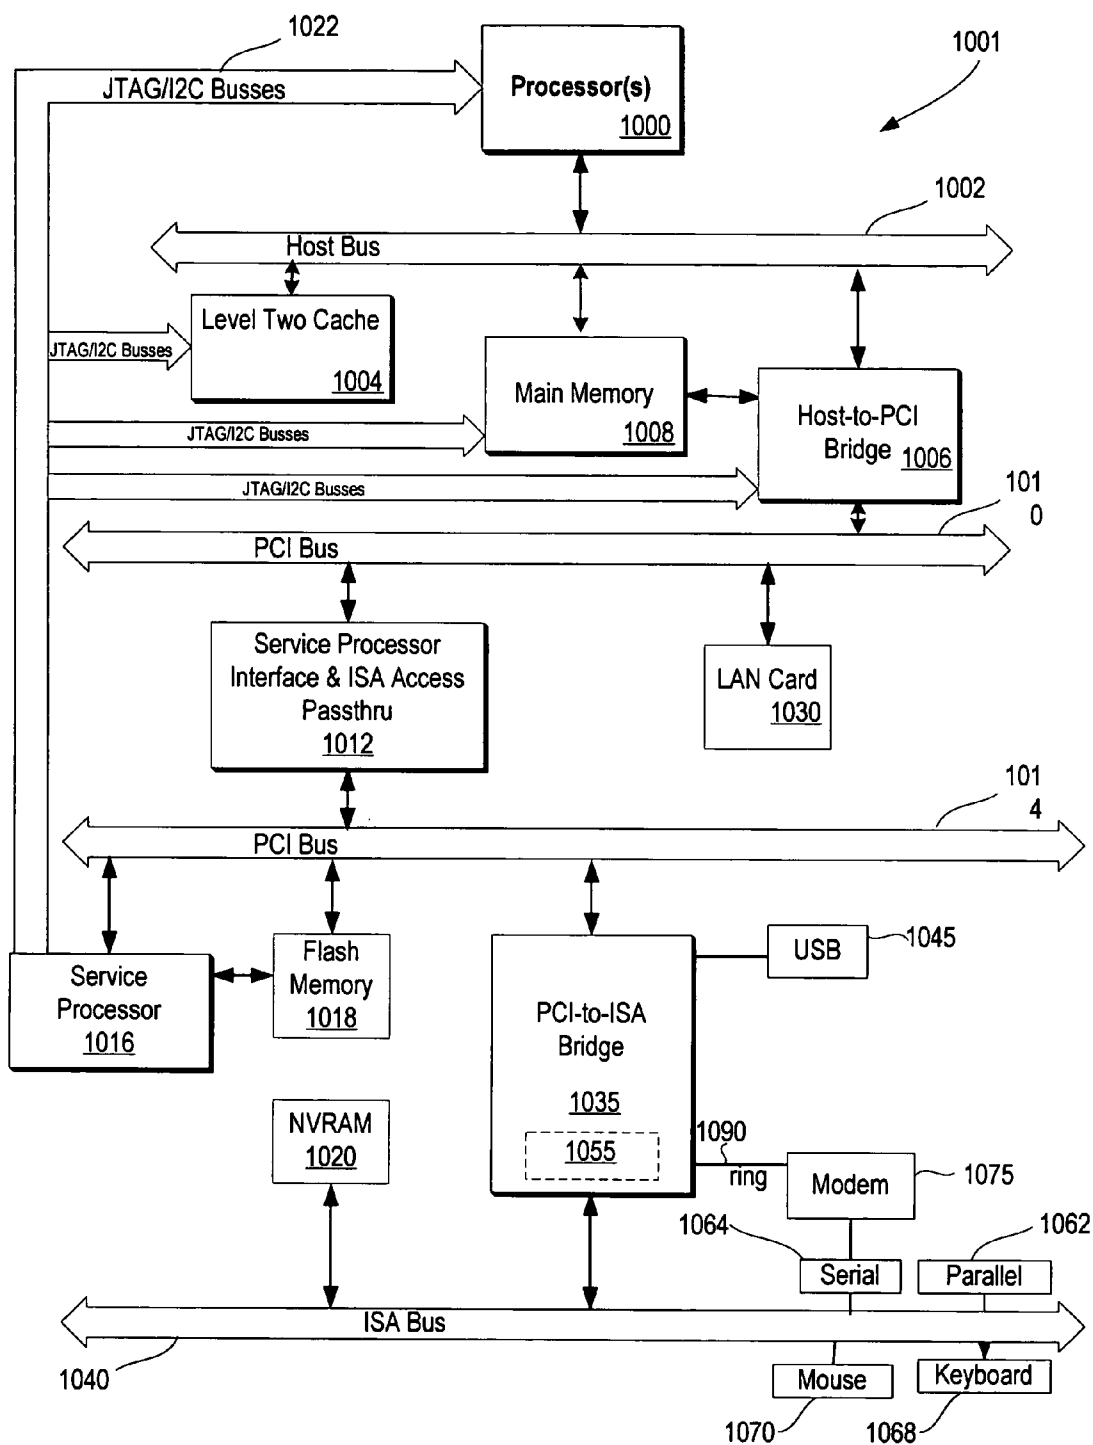 1022
1001
JTAG/I2C Busses
Processor(s)
1000
1002
Host Bus
Level Two Cache
1004
JTAG/I2C Busses
Main Memory
1008
Host-to-PCI
Bridge 1006
JTAG/I2C Busses
JTAG/I2C Busses
101
0
PCI Bus
Service Processor
Interface & ISA Access
Passthru
1012
LAN Card
1030
101
4
PCI Bus
Service
Processor
1016
Flash
Memory
1018
USB
1045
PCI-to-ISA
Bridge
1035
1055
NVRAM
1020
1090
ring
Modem
1075
1064
1062
Serial
Parallel
ISA Bus
1040
Mouse
Keyboard
1070
1068